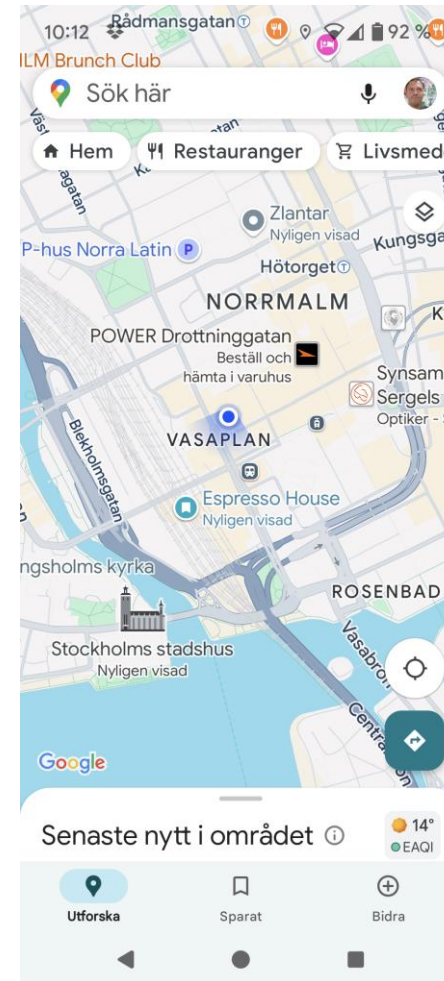 10:12
92 %
Rådmansgatan
LM Brunch Club
Sök här
Hem
Restauranger
Livsmed
P-hus Norra Latin
P
Zlantar
Nyligen visad
Kungsga
Hötorget
NORRMALM
K
POWER Drottninggatan
Beställ och
hämta i varuhus
Synsam
Sergels
Optiker -
VASAPLAN
Blekholmsgatan
Espresso House
Nyligen visad
ngsholms kyrka
ROSENBAD
Stockholms stadshus
Nyligen visad
Vasabron
Google
Senaste nytt i området
14°
EAQI
Utforska
Sparat
Bidra